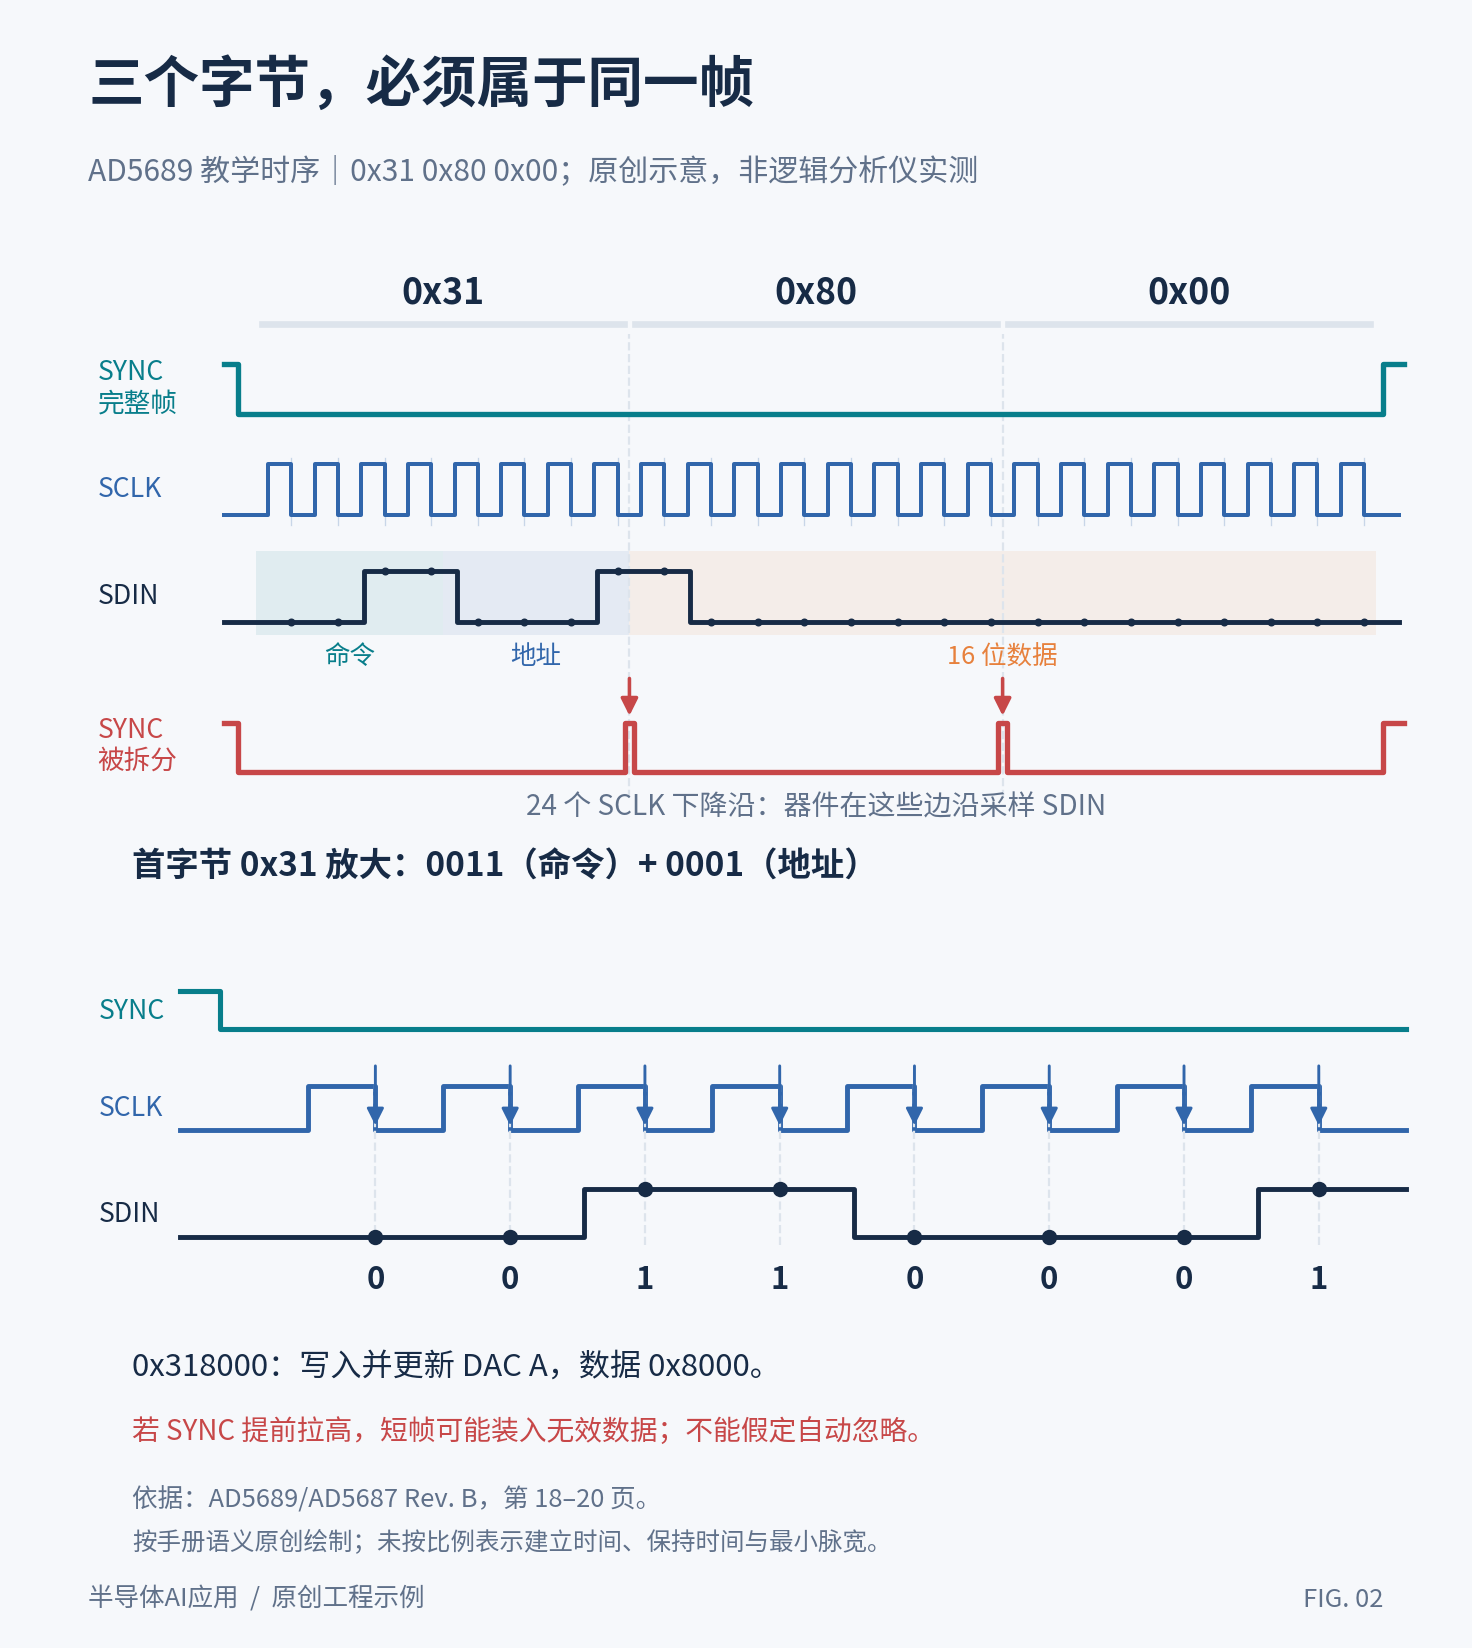 三个字节，必须属于同一帧
AD5689 教学时序｜0x31 0x80 0x00；原创示意，非逻辑分析仪实测
0x31 0x80 0x00
SYNC
完整帧
SCLK
SDIN
命令 地址 16 位数据
SYNC
被拆分
24 个 SCLK 下降沿：器件在这些边沿采样 SDIN
首字节 0x31 放大：0011（命令）+ 0001（地址）
SYNC
SCLK
SDIN
0 0 1 1 0 0 0 1
0x318000：写入并更新 DAC A，数据 0x8000。
若 SYNC 提前拉高，短帧可能装入无效数据；不能假定自动忽略。
依据：AD5689/AD5687 Rev. B，第 18–20 页。
按手册语义原创绘制；未按比例表示建立时间、保持时间与最小脉宽。
半导体AI应用 / 原创工程示例
FIG. 02